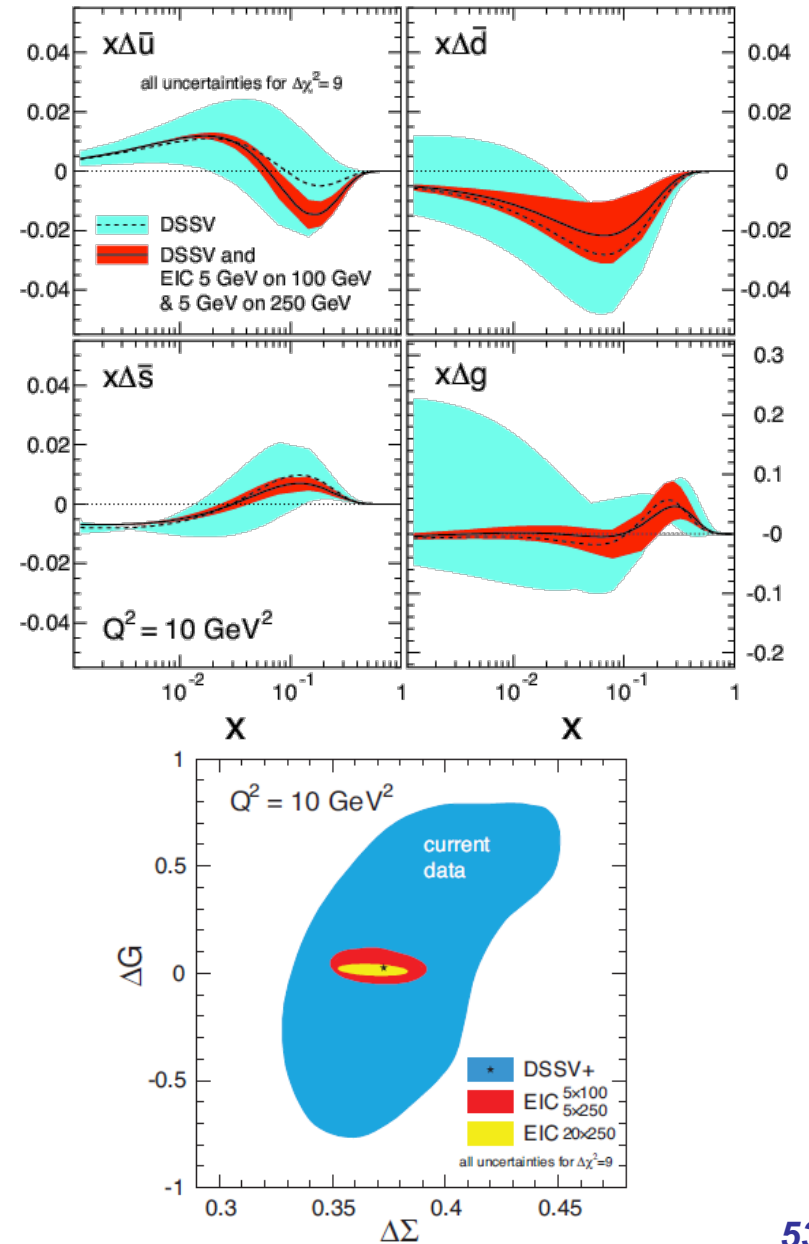 xΔū
all uncertainties for Δχ²= 9
DSSV
DSSV and
EIC 5 GeV on 100 GeV
& 5 GeV on 250 GeV
0.04
0.02
0
-0.02
-0.04
xΔd̄
0.04
0.02
0
-0.02
-0.04
xΔs̄
Q² = 10 GeV²
0.04
0.02
0
-0.02
-0.04
10⁻² 10⁻¹ 1
x
xΔg
0.3
0.2
0.1
-0
-0.1
-0.2
10⁻² 10⁻¹ 1
x
Q² = 10 GeV²
current
data
DSSV+
EIC 5×100
5×250
EIC 20×250
all uncertainties for Δχ²=9
1
0.5
0
-0.5
-1
ΔG
0.3 0.35 0.4 0.45
ΔΣ
53